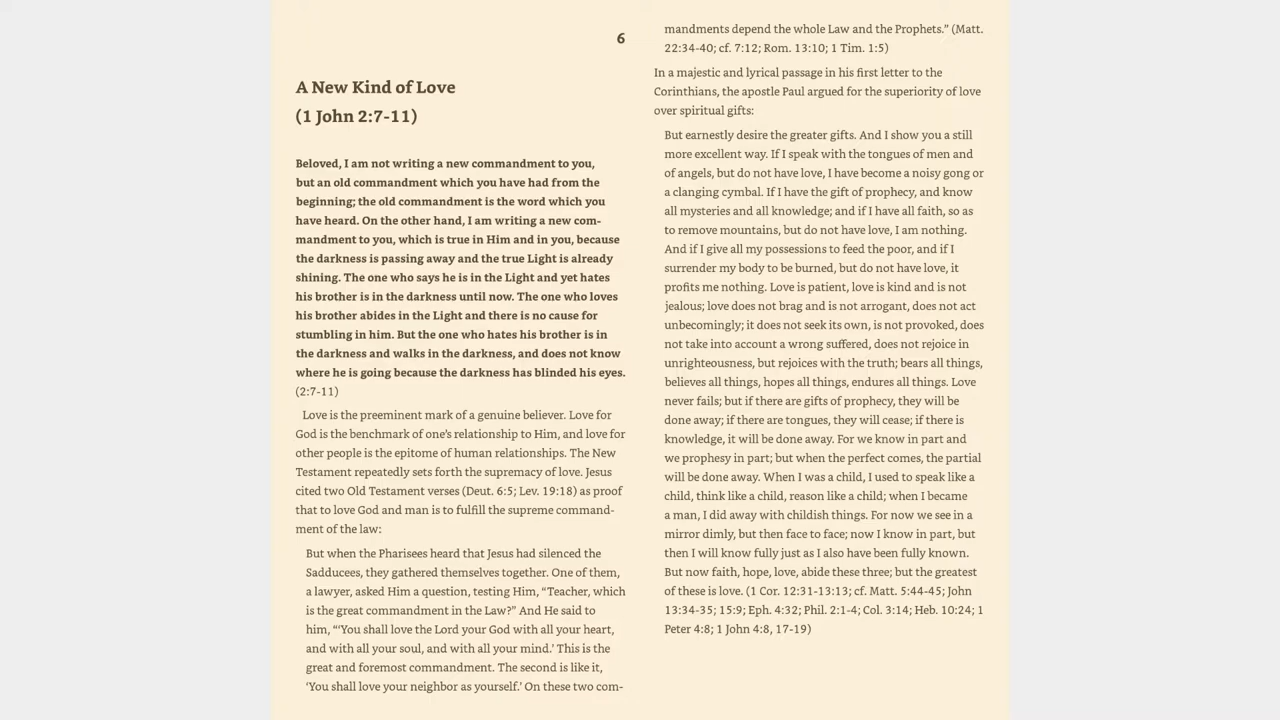 6
A New Kind of Love
(1 John 2:7-11)
Beloved, I am not writing a new commandment to you,
but an old commandment which you have had from the
beginning; the old commandment is the word which you
have heard. On the other hand, I am writing a new com-
mandment to you, which is true in Him and in you, because
the darkness is passing away and the true Light is already
shining. The one who says he is in the Light and yet hates
his brother is in the darkness until now. The one who loves
his brother abides in the Light and there is no cause for
stumbling in him. But the one who hates his brother is in
the darkness and walks in the darkness, and does not know
where he is going because the darkness has blinded his eyes.
(2:7-11)
Love is the preeminent mark of a genuine believer. Love for
God is the benchmark of one's relationship to Him, and love for
other people is the epitome of human relationships. The New
Testament repeatedly sets forth the supremacy of love. Jesus
cited two Old Testament verses (Deut. 6:5; Lev. 19:18) as proof
that to love God and man is to fulfill the supreme command-
ment of the law:
But when the Pharisees heard that Jesus had silenced the
Sadducees, they gathered themselves together. One of them,
a lawyer, asked Him a question, testing Him, “Teacher, which
is the great commandment in the Law?” And He said to
him, “‘You shall love the Lord your God with all your heart,
and with all your soul, and with all your mind.’ This is the
great and foremost commandment. The second is like it,
‘You shall love your neighbor as yourself.’ On these two com-
mandments depend the whole Law and the Prophets.” (Matt.
22:34-40; cf. 7:12; Rom. 13:10; 1 Tim. 1:5)
In a majestic and lyrical passage in his first letter to the
Corinthians, the apostle Paul argued for the superiority of love
over spiritual gifts:
But earnestly desire the greater gifts. And I show you a still
more excellent way. If I speak with the tongues of men and
of angels, but do not have love, I have become a noisy gong or
a clanging cymbal. If I have the gift of prophecy, and know
all mysteries and all knowledge; and if I have all faith, so as
to remove mountains, but do not have love, I am nothing.
And if I give all my possessions to feed the poor, and if I
surrender my body to be burned, but do not have love, it
profits me nothing. Love is patient, love is kind and is not
jealous; love does not brag and is not arrogant, does not act
unbecomingly; it does not seek its own, is not provoked, does
not take into account a wrong suffered, does not rejoice in
unrighteousness, but rejoices with the truth; bears all things,
believes all things, hopes all things, endures all things. Love
never fails; but if there are gifts of prophecy, they will be
done away; if there are tongues, they will cease; if there is
knowledge, it will be done away. For we know in part and
we prophesy in part; but when the perfect comes, the partial
will be done away. When I was a child, I used to speak like a
child, think like a child, reason like a child; when I became
a man, I did away with childish things. For now we see in a
mirror dimly, but then face to face; now I know in part, but
then I will know fully just as I also have been fully known.
But now faith, hope, love, abide these three; but the greatest
of these is love. (1 Cor. 12:31-13:13; cf. Matt. 5:44-45; John
13:34-35; 15:9; Eph. 4:32; Phil. 2:1-4; Col. 3:14; Heb. 10:24; 1
Peter 4:8; 1 John 4:8, 17-19)